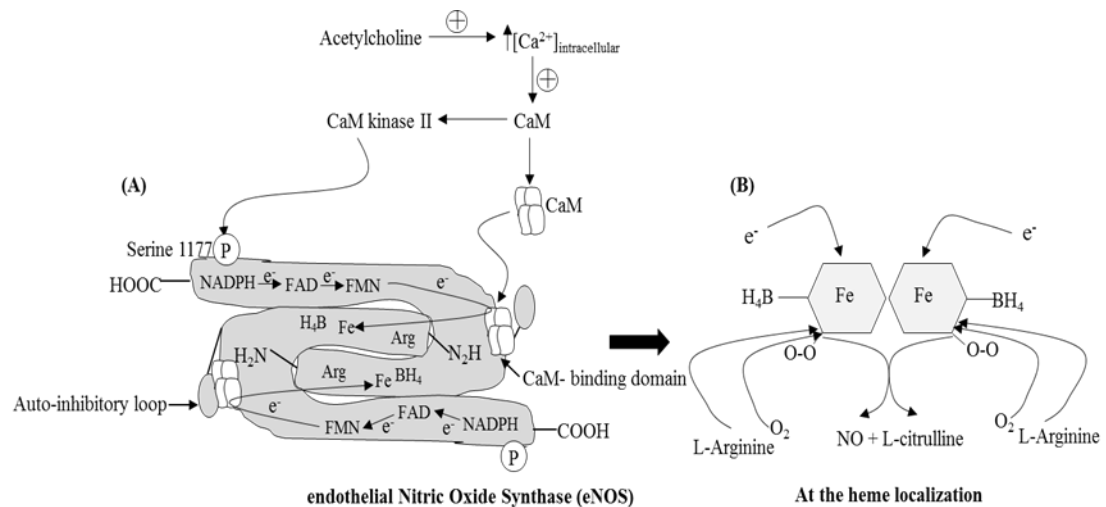 Acetylcholine
+
[Ca²⁺]intracellular
+
CaM kinase II
CaM
(A)
(B)
CaM
Serine 1177
P
e⁻
e⁻
HOOC
NADPH
e⁻
FAD
e⁻
FMN
e⁻
H₄B
Fe
Fe
Fe
H₄B
BH₄
Arg
H₂N
N₂H
O-O
O-O
Arg
Fe
BH₄
CaM- binding domain
Auto-inhibitory loop
e⁻
FAD
FMN
e⁻
e⁻
NADPH
COOH
O₂
O₂
L-Arginine
NO + L-citrulline
L-Arginine
P
endothelial Nitric Oxide Synthase (eNOS)
At the heme localization